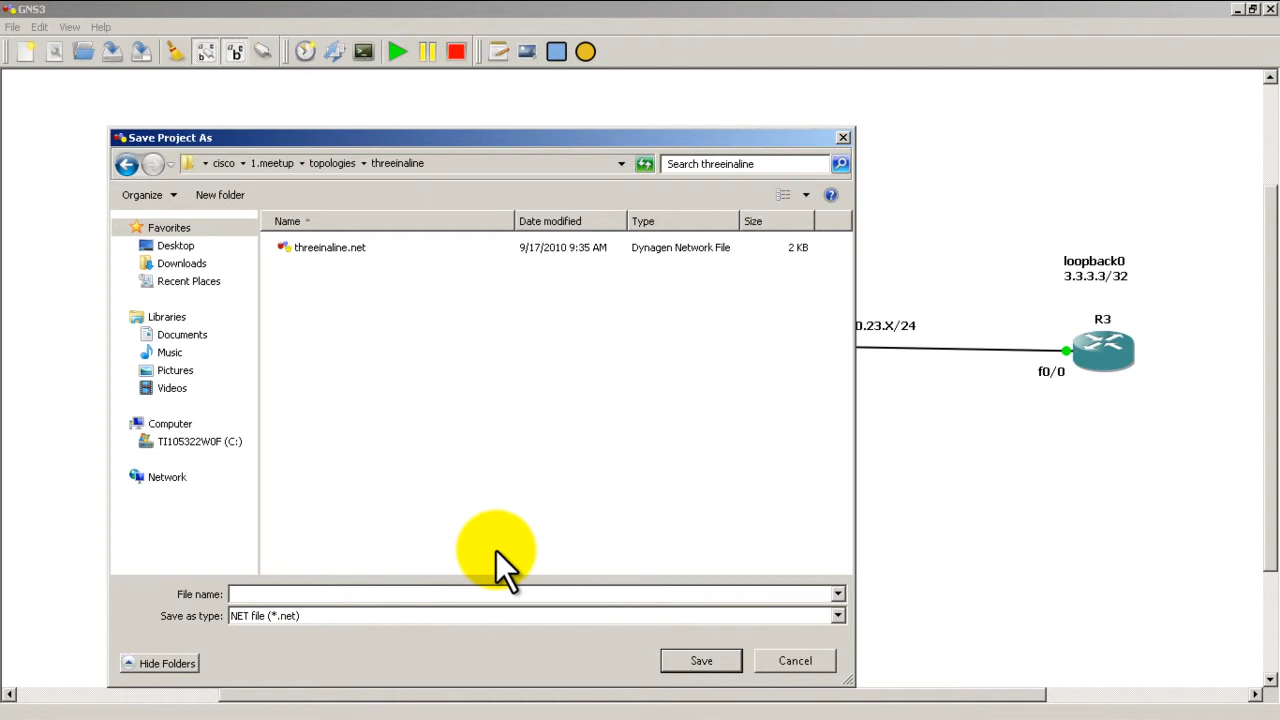 GNS3
File Edit View Help
Save Project As
cisco 1.meetup topologies threeinaline
Search threeinaline
Organize New folder
Name Date modified Type Size
threeinaline.net 9/17/2010 9:35 AM Dynagen Network File 2 KB
Favorites
Desktop
Downloads
Recent Places
Libraries
Documents
Music
Pictures
Videos
Computer
TI105322W0F (C:)
Network
File name:
Save as type: NET file (*.net)
Hide Folders
Save Cancel
loopback0
3.3.3.3/32
R3
0.23.X/24
f0/0